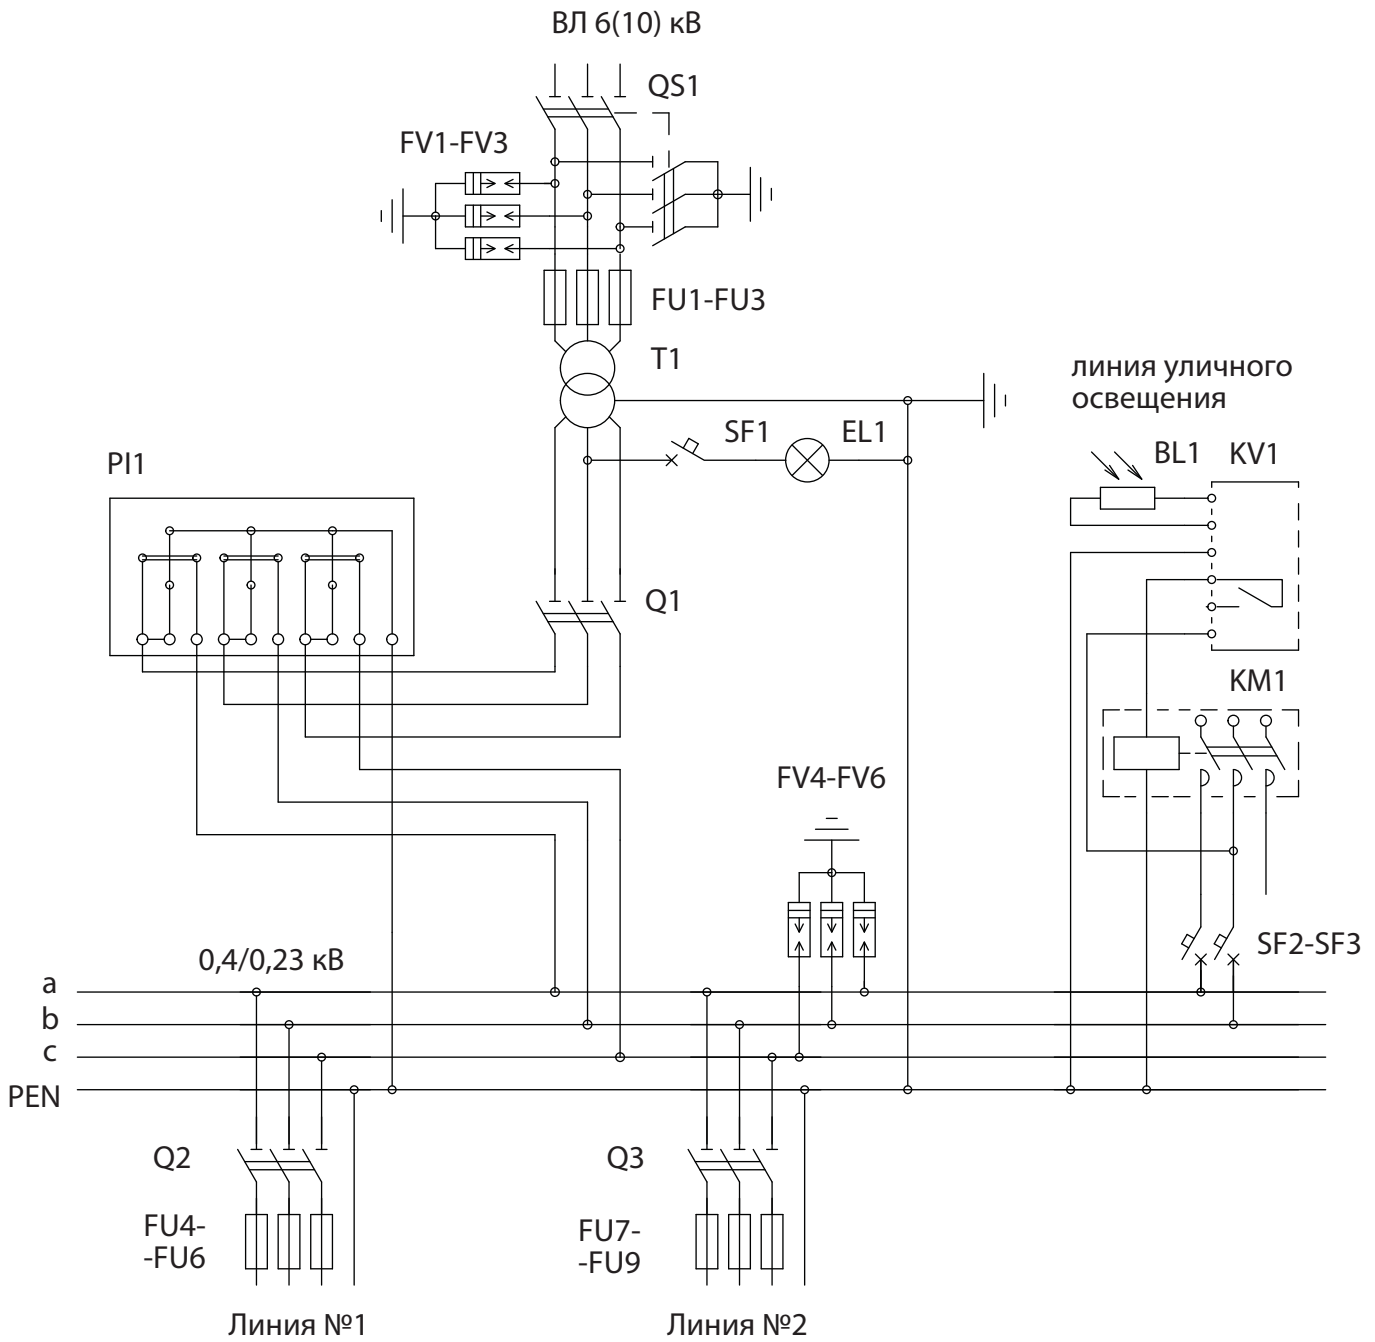 ВЛ 6(10) кВ
QS1
FV1-FV3
FU1-FU3
T1
линия уличного
освещения
SF1
EL1
BL1
KV1
PI1
Q1
KM1
FV4-FV6
SF2-SF3
0,4/0,23 кВ
a
b
c
PEN
Q2
Q3
FU4-
-FU6
FU7-
-FU9
Линия №1
Линия №2